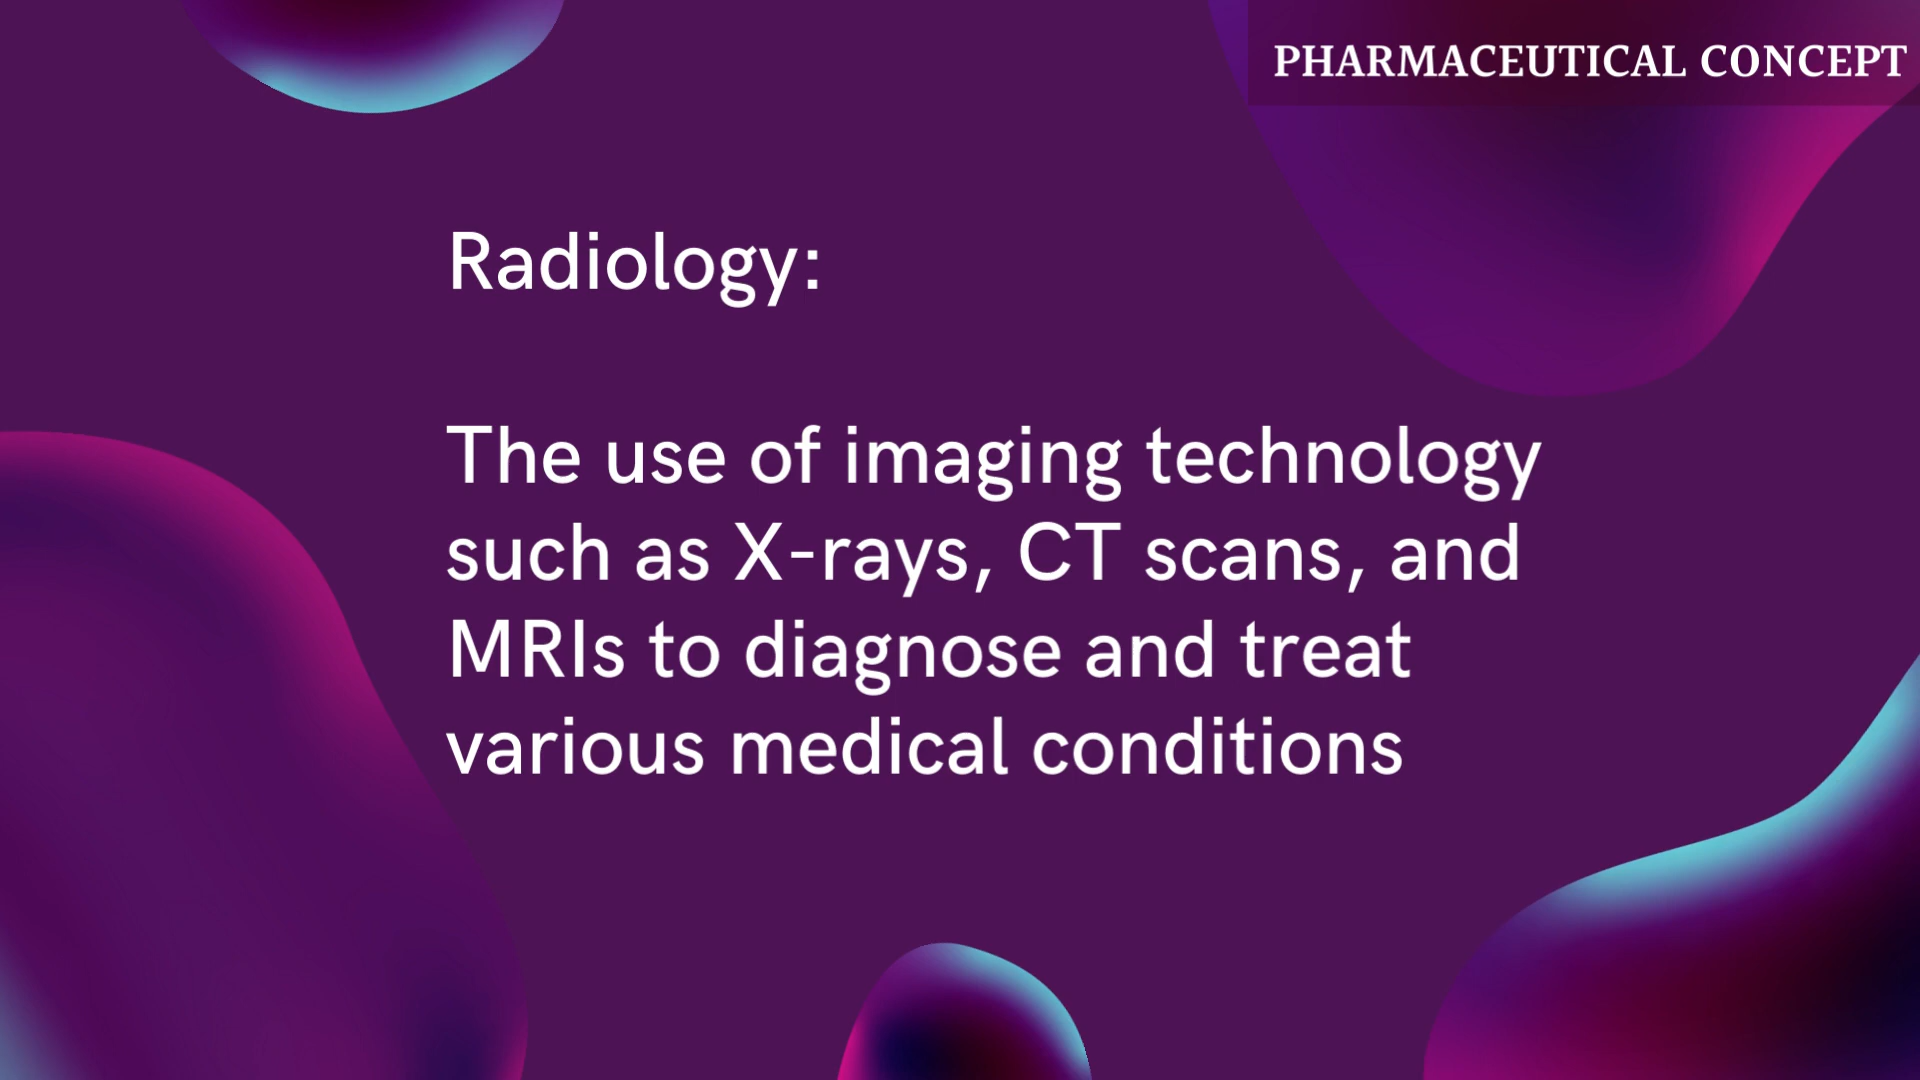 PHARMACEUTICAL CONCEPT
Radiology:
The use of imaging technology
such as X-rays, CT scans, and
MRIs to diagnose and treat
various medical conditions